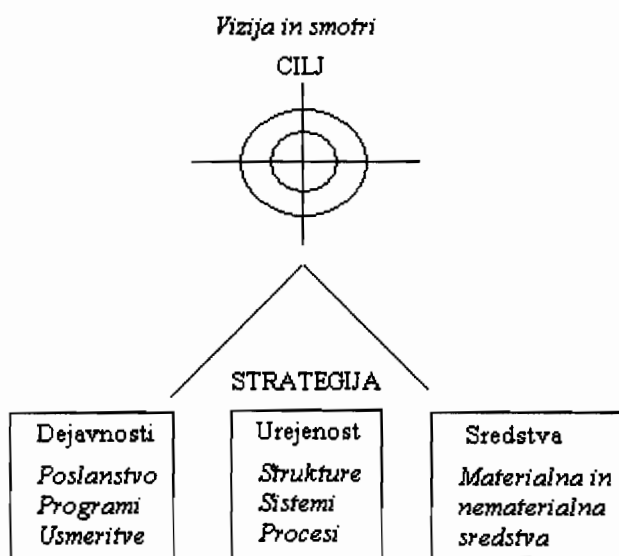 Vizija in smotri
CILJ
STRATEGIJA
Dejavnosti
Poslanstvo
Programi
Usmeritve
Urejenost
Strukture
Sistemi
Procesi
Sredstva
Materialna in
nematerialna
sredstva